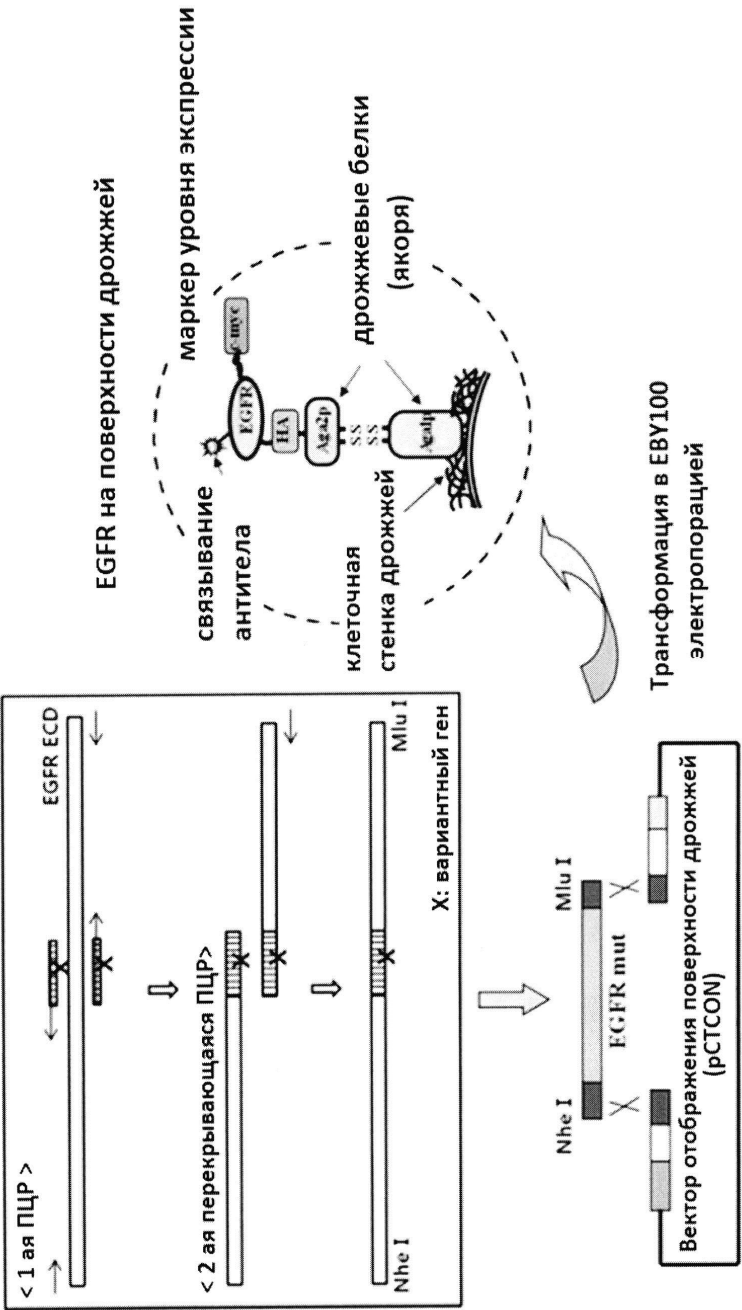 < 1 ая ПЦР >
EGFR ECD
X
X
< 2 ая перекрывающаяся ПЦР>
X
X
X
Nhe I
Mlu I
X: вариантный ген
Nhe I
Mlu I
EGFR mut
Вектор отображения поверхности дрожжей
(pCTCON)
Трансформация в EBY100
электропорацией
EGFR на поверхности дрожжей
связывание
антитела
маркер уровня экспрессии
c-myc
EGFR
HA
Aga2p
SS
SS
Aga1p
дрожжевые белки
(якоря)
клеточная
стенка дрожжей